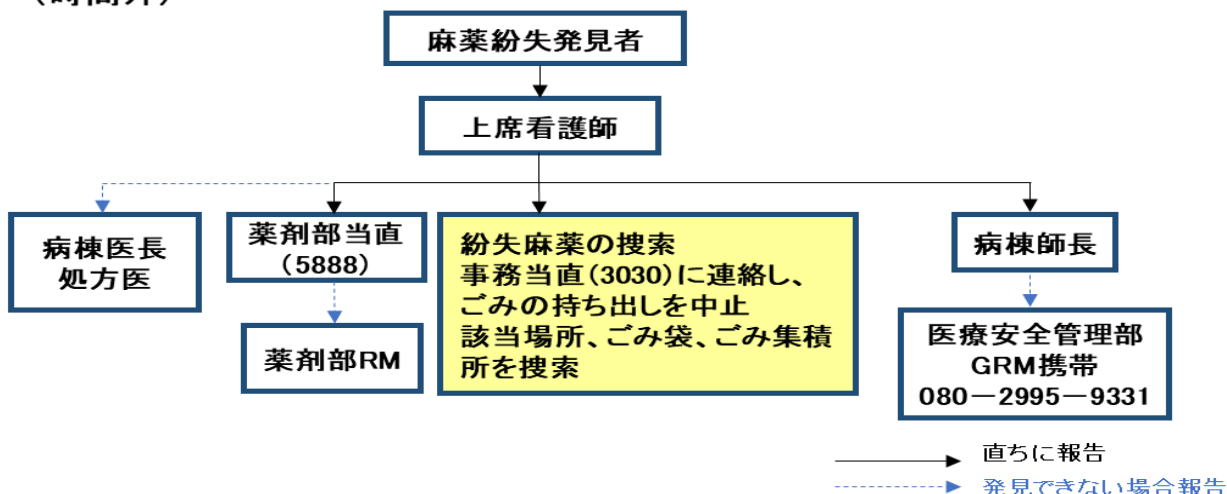 (時間外)
麻薬紛失発見者
上席看護師
病棟医長
処方医
薬剤部当直
(5888)
薬剤部RM
紛失麻薬の捜索
事務当直(3030)に連絡し、
ごみの持ち出しを中止
該当場所、ごみ袋、ごみ集積
所を捜索
病棟師長
医療安全管理部
GRM携帯
080－2995－9331
直ちに報告
発見できない場合報告